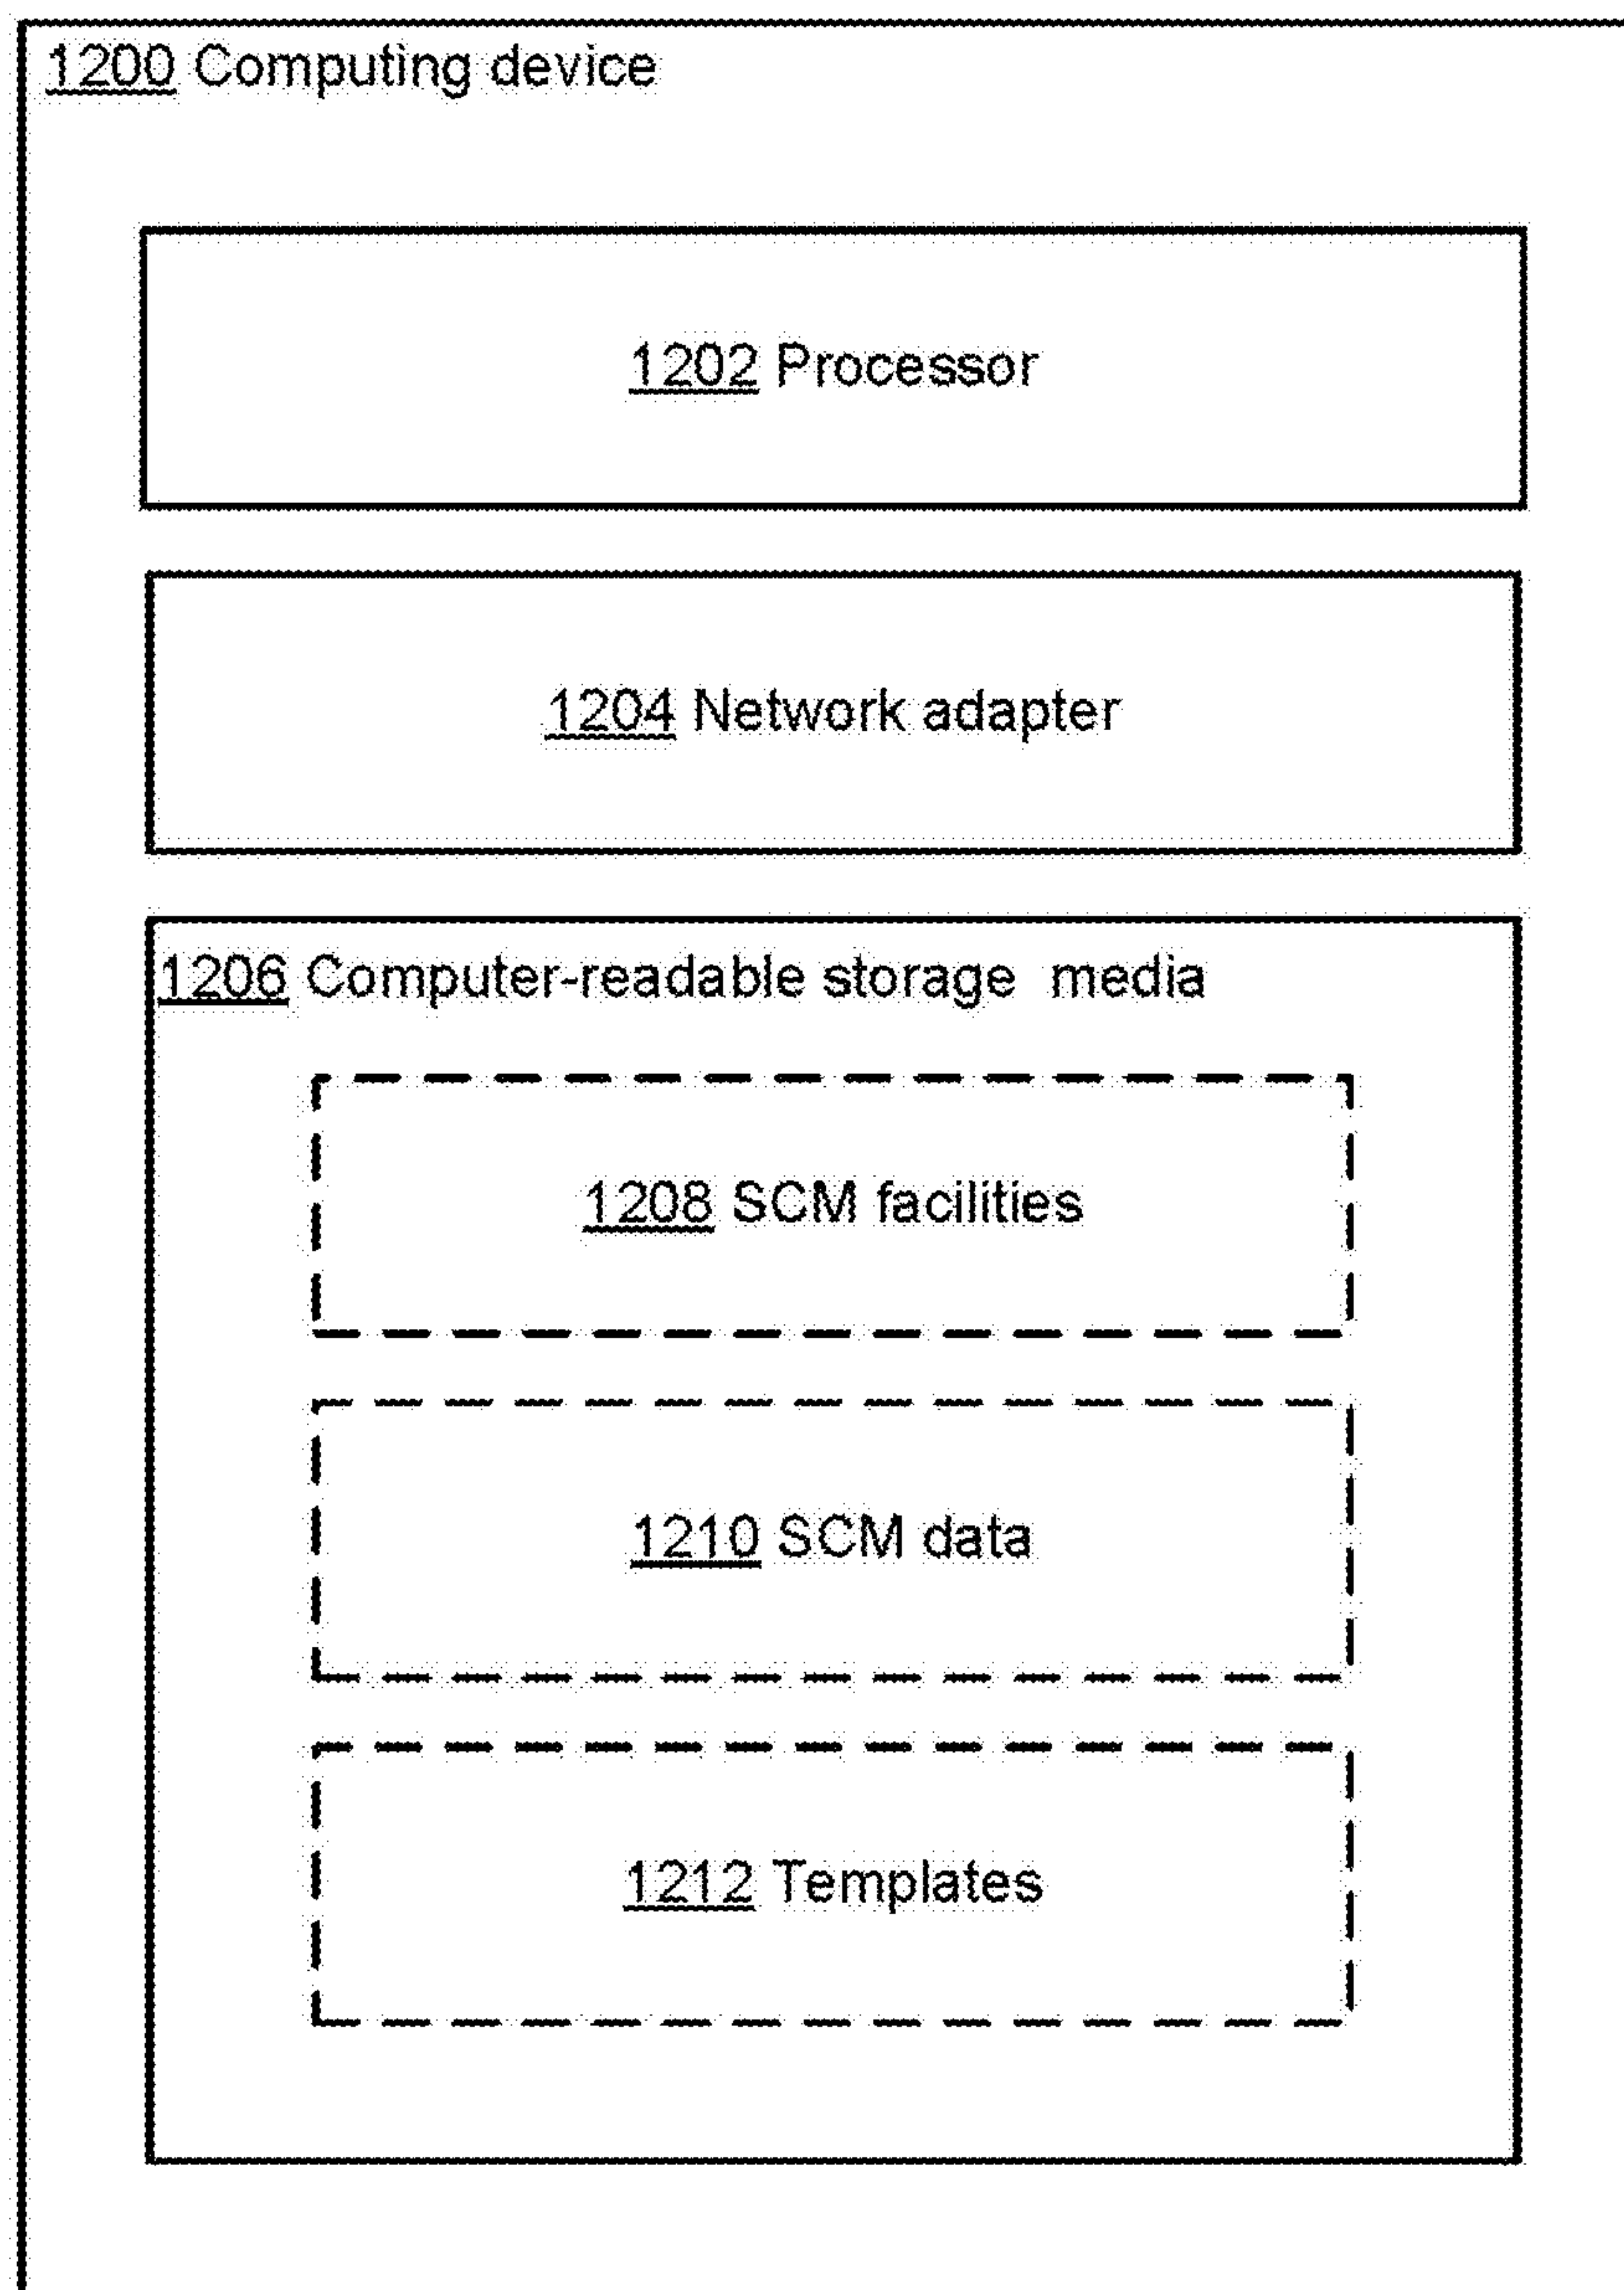 1200 Computing device
1202 Processor
1204 Network adapter
1206 Computer-readable storage  media
1208 SCM facilities
1210 SCM data
1212 Templates